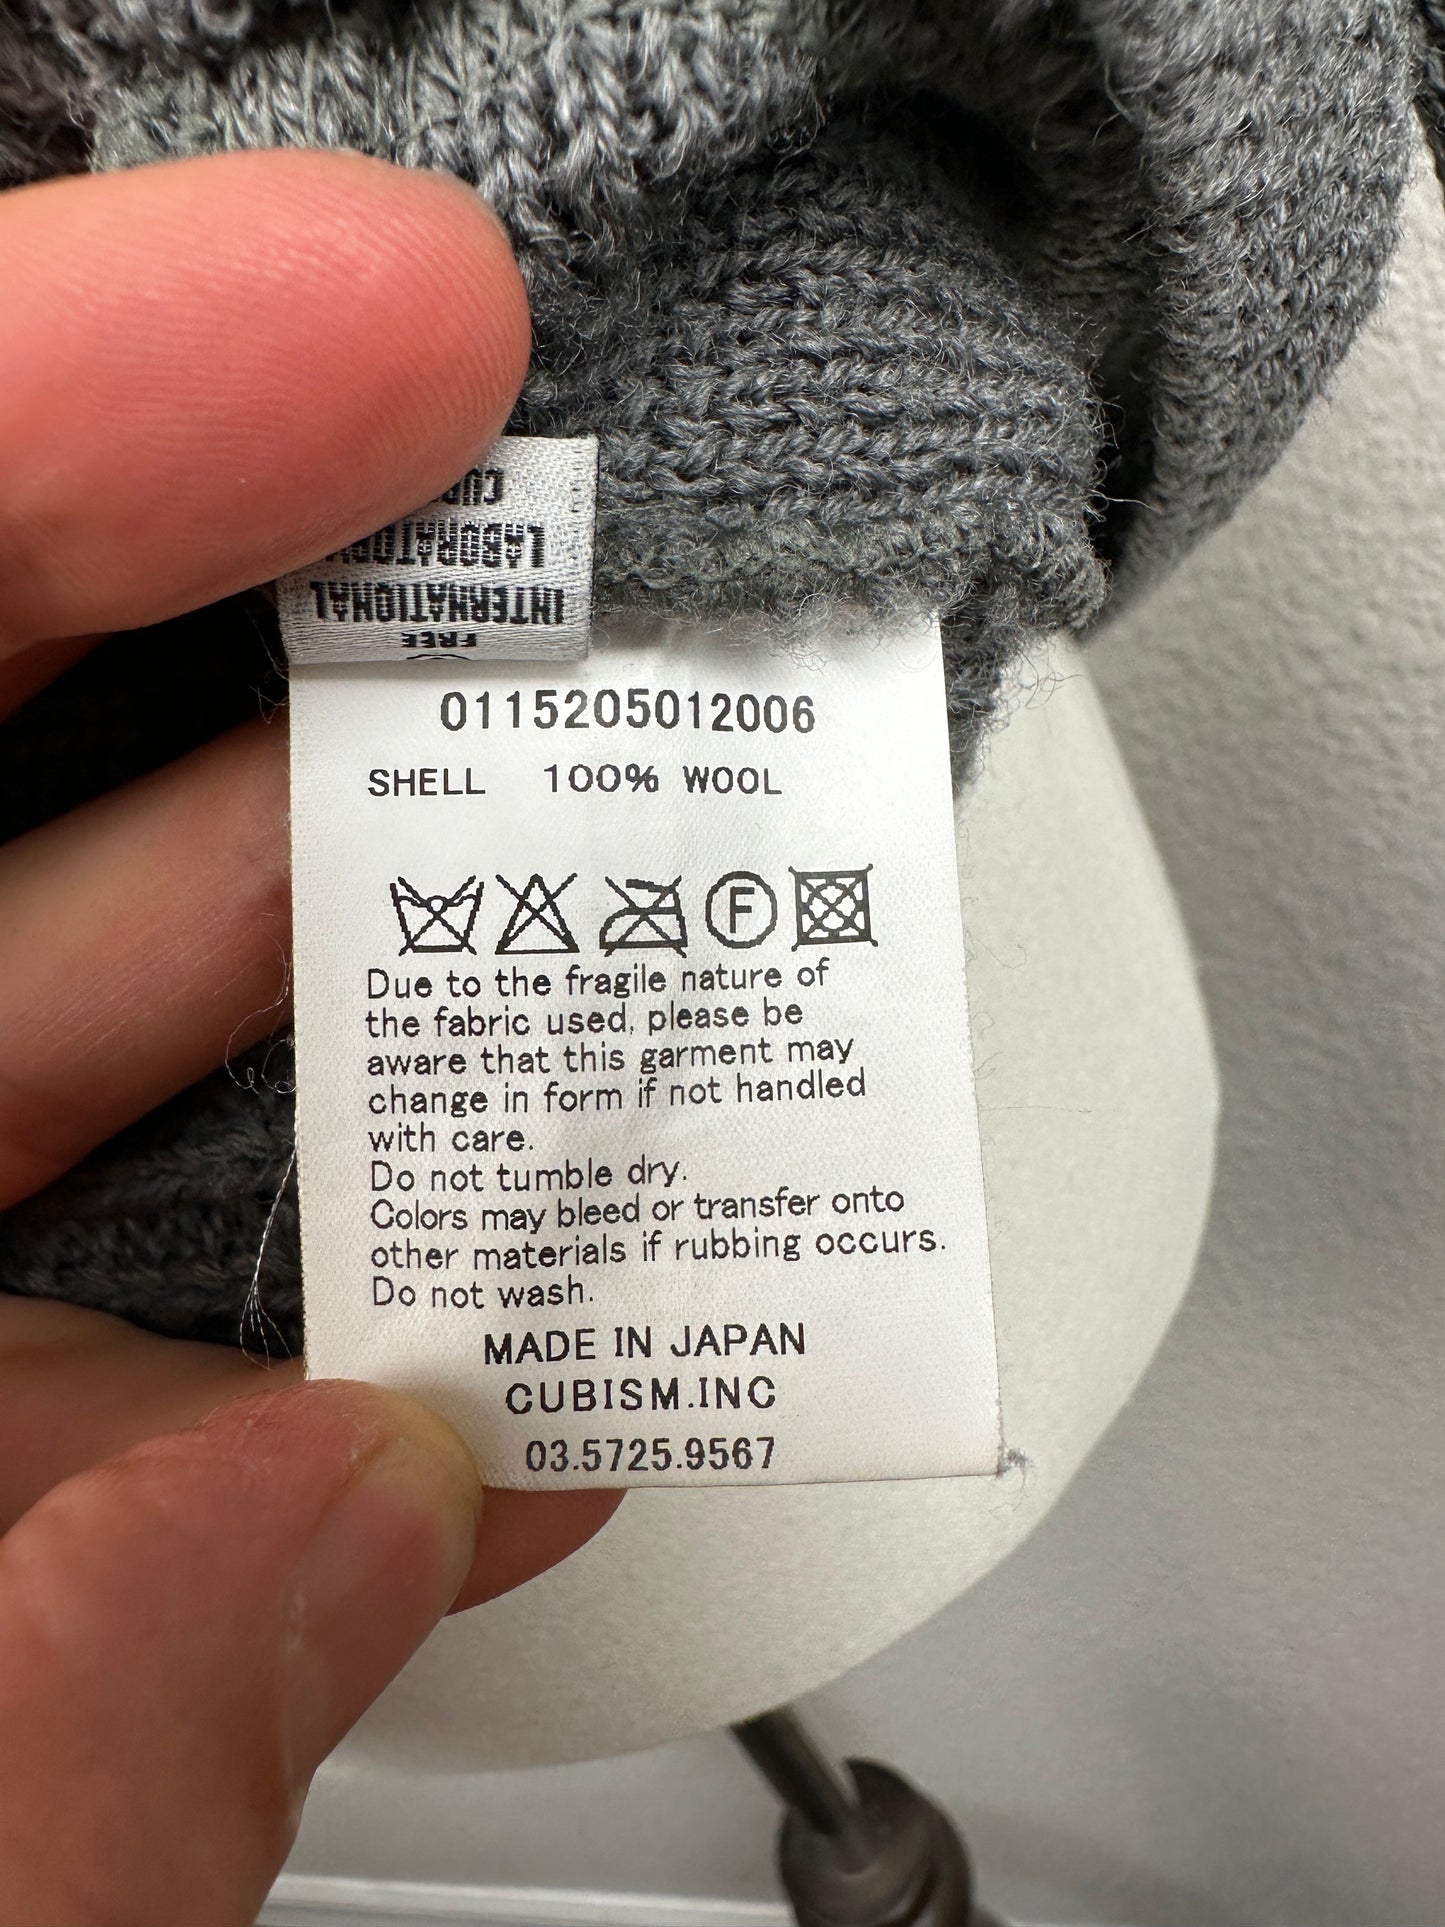 FREE
INTERNATIONAL
0115205012006
SHELL 100% WOOL
F
Due to the fragile nature of
the fabric used, please be
aware that this garment may
change in form if not handled
with care.
Do not tumble dry.
Colors may bleed or transfer onto
other materials if rubbing occurs.
Do not wash.
MADE IN JAPAN
CUBISM.INC
03.5725.9567